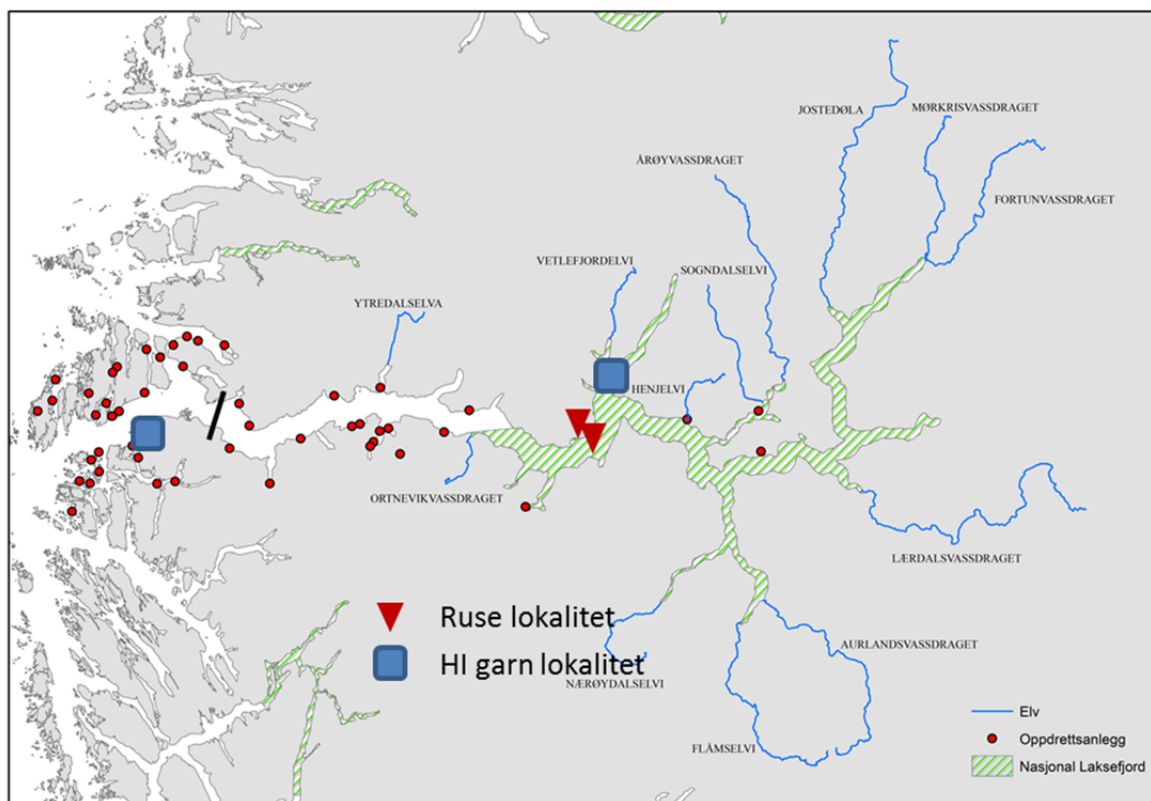 JOSTEDØLA
MØRKRISVASSDRAGET
ÅRØYVASSDRAGET
FORTUNVASSDRAGET
VETLEFJORDELVI
SOGNDALSELVI
YTREDALSELVA
HENJELVI
ORTNEVIKVASSDRAGET
LÆRDALSVASSDRAGET
Ruse lokalitet
HI garn lokalitet
NÆRØYDALSELVI
AURLANDSVASSDRAGET
FLÅMSELVI
Elv
Oppdrettsanlegg
Nasjonal Laksefjord